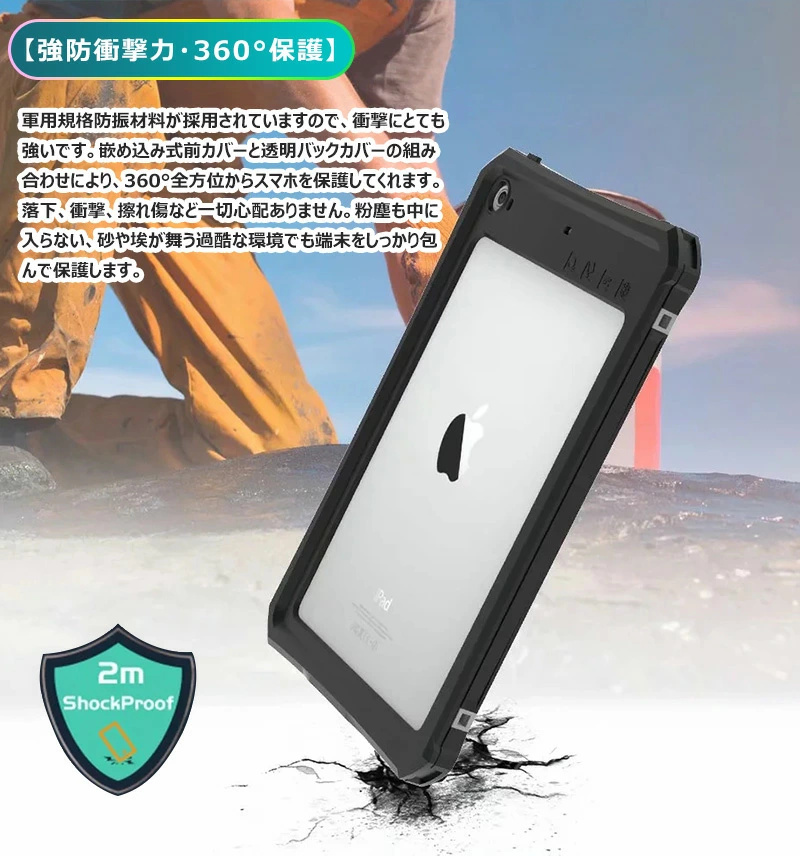 【強防衝撃力・360°保護】
軍用規格防振材料が採用されていますので、衝撃にとても
強いです。嵌め込み式前カバーと透明バックカバーの組み
合わせにより、360°全方位からスマホを保護してくれます。
落下、衝撃、擦れ傷など一切心配ありません。粉塵も中に
入らない、砂や埃が舞う過酷な環境でも端末をしっかり包
んで保護します。
iPad
2m
ShockProof